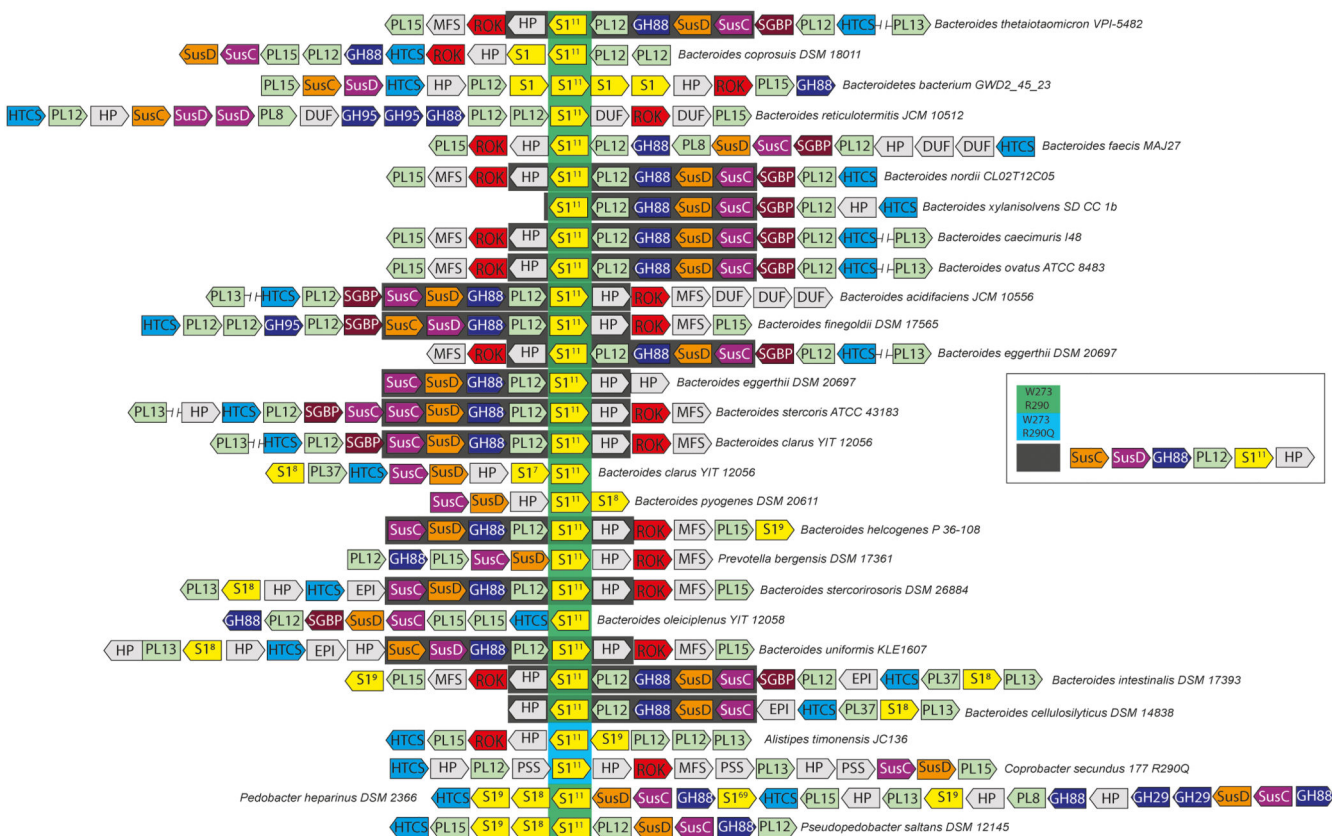 PL15 MFS ROK HP S1¹¹ PL12 GH88 SusD SusC SGBP PL12 HTCS PL13 Bacteroides thetaiotaomicron VPI-5482
SusD SusC PL15 PL12 GH88 HTCS ROK HP S1 S1¹¹ PL12 PL12 Bacteroides coprosuis DSM 18011
PL15 SusC SusD HTCS HP PL12 S1 S1¹¹ S1 S1 HP ROK PL15 GH88 Bacteroidetes bacterium GWD2_45_23
HTCS PL12 HP SusC SusD SusD PL8 DUF GH95 GH95 GH88 PL12 PL12 S1¹¹ DUF ROK DUF PL15 Bacteroides reticulotermitis JCM 10512
PL15 ROK HP S1¹¹ PL12 GH88 PL8 SusD SusC SGBP PL12 HP DUF DUF HTCS Bacteroides faecis MAJ27
PL15 MFS ROK HP S1¹¹ PL12 GH88 SusD SusC SGBP PL12 HTCS Bacteroides nordii CL02T12C05
S1¹¹ PL12 GH88 SusD SusC SGBP PL12 HP HTCS Bacteroides xylanisolvens SD CC 1b
PL15 MFS ROK HP S1¹¹ PL12 GH88 SusD SusC SGBP PL12 HTCS PL13 Bacteroides caecimuris I48
PL15 MFS ROK HP S1¹¹ PL12 GH88 SusD SusC SGBP PL12 HTCS PL13 Bacteroides ovatus ATCC 8483
PL13 HTCS PL12 SGBP SusC SusD GH88 PL12 S1¹¹ HP ROK MFS DUF DUF DUF Bacteroides acidifaciens JCM 10556
HTCS PL12 PL12 GH95 PL12 SGBP SusC SusD GH88 PL12 S1¹¹ HP ROK MFS PL15 Bacteroides finegoldii DSM 17565
MFS ROK HP S1¹¹ PL12 GH88 SusD SusC SGBP PL12 HTCS PL13 Bacteroides eggerthii DSM 20697
SusC SusD GH88 PL12 S1¹¹ HP HP Bacteroides eggerthii DSM 20697
PL13 HP HTCS PL12 SGBP SusC SusC SusD GH88 PL12 S1¹¹ HP ROK MFS Bacteroides stercoris ATCC 43183
PL13 HTCS PL12 SGBP SusC SusD GH88 PL12 S1¹¹ HP ROK MFS Bacteroides clarus YIT 12056
S1⁸ PL37 HTCS SusC SusD HP S1⁷ S1¹¹ Bacteroides clarus YIT 12056
SusC SusD HP S1¹¹ S1⁸ Bacteroides pyogenes DSM 20611
SusC SusD GH88 PL12 S1¹¹ HP ROK MFS PL15 S1⁹ Bacteroides helcogenes P 36-108
PL12 GH88 PL15 SusC SusD S1¹¹ HP ROK MFS Prevotella bergensis DSM 17361
PL13 S1⁸ HP HTCS EPI SusC SusD GH88 PL12 S1¹¹ HP ROK MFS PL15 Bacteroides stercorirosoris DSM 26884
GH88 PL12 SGBP SusD SusC PL15 PL15 HTCS S1¹¹ Bacteroides oleiciplenus YIT 12058
HP PL13 S1⁸ HP HTCS EPI HP SusC SusD GH88 PL12 S1¹¹ HP ROK MFS PL15 Bacteroides uniformis KLE1607
S1⁹ PL15 MFS ROK HP S1¹¹ PL12 GH88 SusD SusC SGBP PL12 EPI HTCS PL37 S1⁸ PL13 Bacteroides intestinalis DSM 17393
HP S1¹¹ PL12 GH88 SusD SusC EPI HTCS PL37 S1⁸ PL13 Bacteroides cellulosilyticus DSM 14838
HTCS PL15 ROK HP S1¹¹ S1⁹ PL12 PL12 PL13 Alistipes timonensis JC136
HTCS HP PL12 PSS S1¹¹ HP ROK MFS PSS PL13 HP PSS SusC SusD PL15 Coprobacter secundus 177 R290Q
Pedobacter heparinus DSM 2366 HTCS S1⁹ S1⁸ S1¹¹ SusD SusC GH88 S1⁶⁹ HTCS PL15 HP PL13 S1⁹ HP PL8 GH88 HP GH29 GH29 SusD SusC GH88
HTCS PL15 S1⁹ S1⁸ S1¹¹ PL12 SusD SusC GH88 PL12 Pseudopedobacter saltans DSM 12145
W273
R290
W273
R290Q
SusC SusD GH88 PL12 S1¹¹ HP